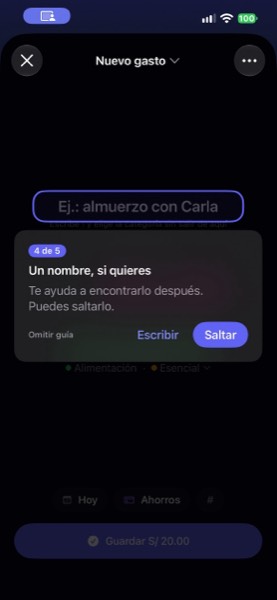 100
Nuevo gasto
Ej.: almuerzo con Carla
4 de 5
Un nombre, si quieres
Te ayuda a encontrarlo después.
Puedes saltarlo.
Omitir guía
Escribir
Saltar
Alimentación · Esencial
Hoy
Ahorros
#
Guardar S/ 20.00